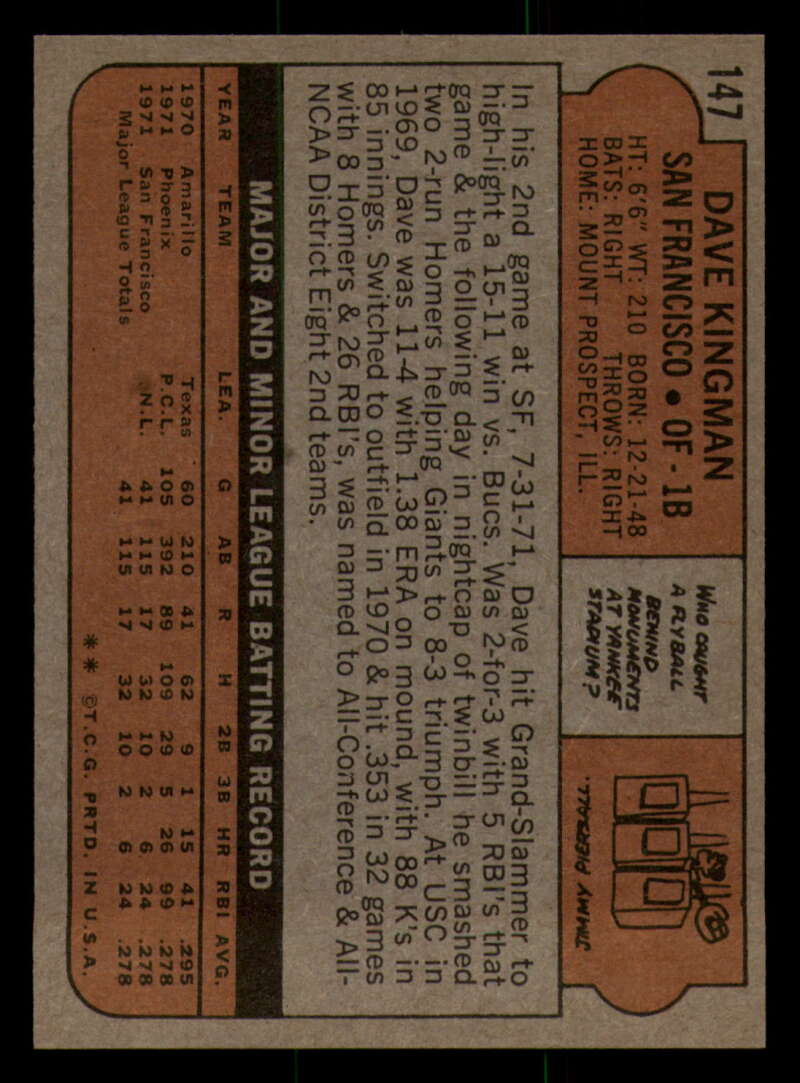 147
DAVE KINGMAN
SAN FRANCISCO • OF-1B
HT: 6'6" WT: 210 BORN: 12-21-48
BATS: RIGHT THROWS: RIGHT
HOME: MOUNT PROSPECT, ILL.
WHO CAUGHT
A FLYBALL
BEHIND
MONUMENTS
AT YANKEE
STADIUM?
JIMMY PIERSALL.
In his 2nd game at SF, 7-31-71, Dave hit Grand-Slammer to
high-light a 15-11 win vs. Bucs. Was 2-for-3 with 5 RBI's that
game & the following day in nightcap of twinbill he smashed
two 2-run Homers helping Giants to 8-3 triumph. At USC in
1969, Dave was 11-4 with 1.38 ERA on mound, with 88 K's in
85 innings. Switched to outfield in 1970 & hit .353 in 32 games
with 8 Homers & 26 RBI's, was named to All-Conference & All-
NCAA District Eight 2nd teams.
MAJOR AND MINOR LEAGUE BATTING RECORD
YEAR TEAM LEA. G AB R H 2B 3B HR RBI AVG.
1970 Amarillo Texas 60 210 41 62 9 1 15 41 .295
1971 Phoenix P.C.L. 105 392 89 109 29 5 26 99 .278
1971 San Francisco N.L. 41 115 17 32 10 2 6 24 .278
Major League Totals 41 115 17 32 10 2 6 24 .278
** ©T.C.G. PRTD. IN U.S.A.